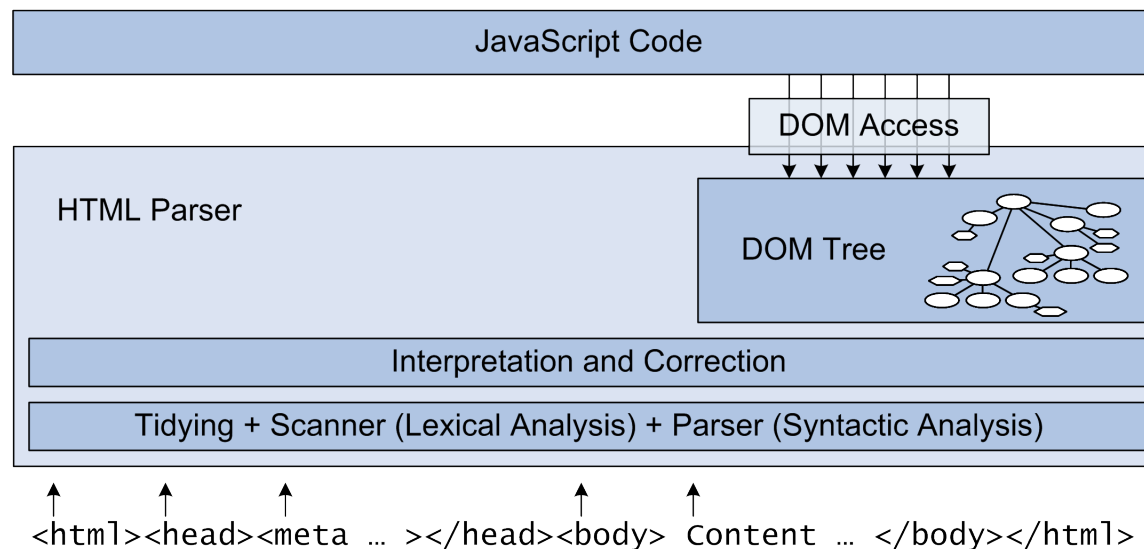 JavaScript Code
DOM Access
HTML Parser
DOM Tree
Interpretation and Correction
Tidying + Scanner (Lexical Analysis) + Parser (Syntactic Analysis)
<html><head><meta … ></head><body> Content … </body></html>